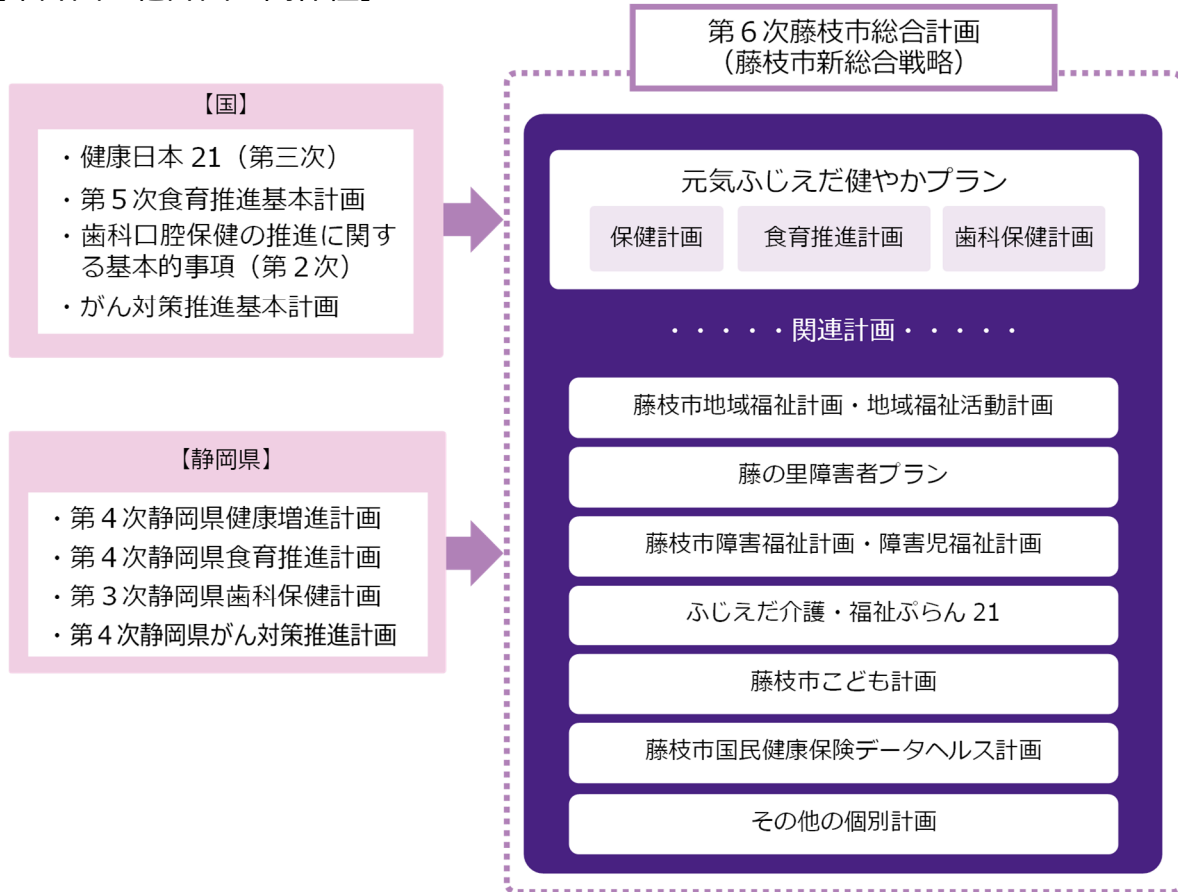 第６次藤枝市総合計画
（藤枝市新総合戦略）
【国】
・健康日本 21（第三次）
・第５次食育推進基本計画
・歯科口腔保健の推進に関す
る基本的事項（第２次）
・がん対策推進基本計画
【静岡県】
・第４次静岡県健康増進計画
・第４次静岡県食育推進計画
・第３次静岡県歯科保健計画
・第４次静岡県がん対策推進計画
元気ふじえだ健やかプラン
保健計画
食育推進計画
歯科保健計画
・・・・・関連計画・・・・・
藤枝市地域福祉計画・地域福祉活動計画
藤の里障害者プラン
藤枝市障害福祉計画・障害児福祉計画
ふじえだ介護・福祉ぷらん 21
藤枝市こども計画
藤枝市国民健康保険データヘルス計画
その他の個別計画